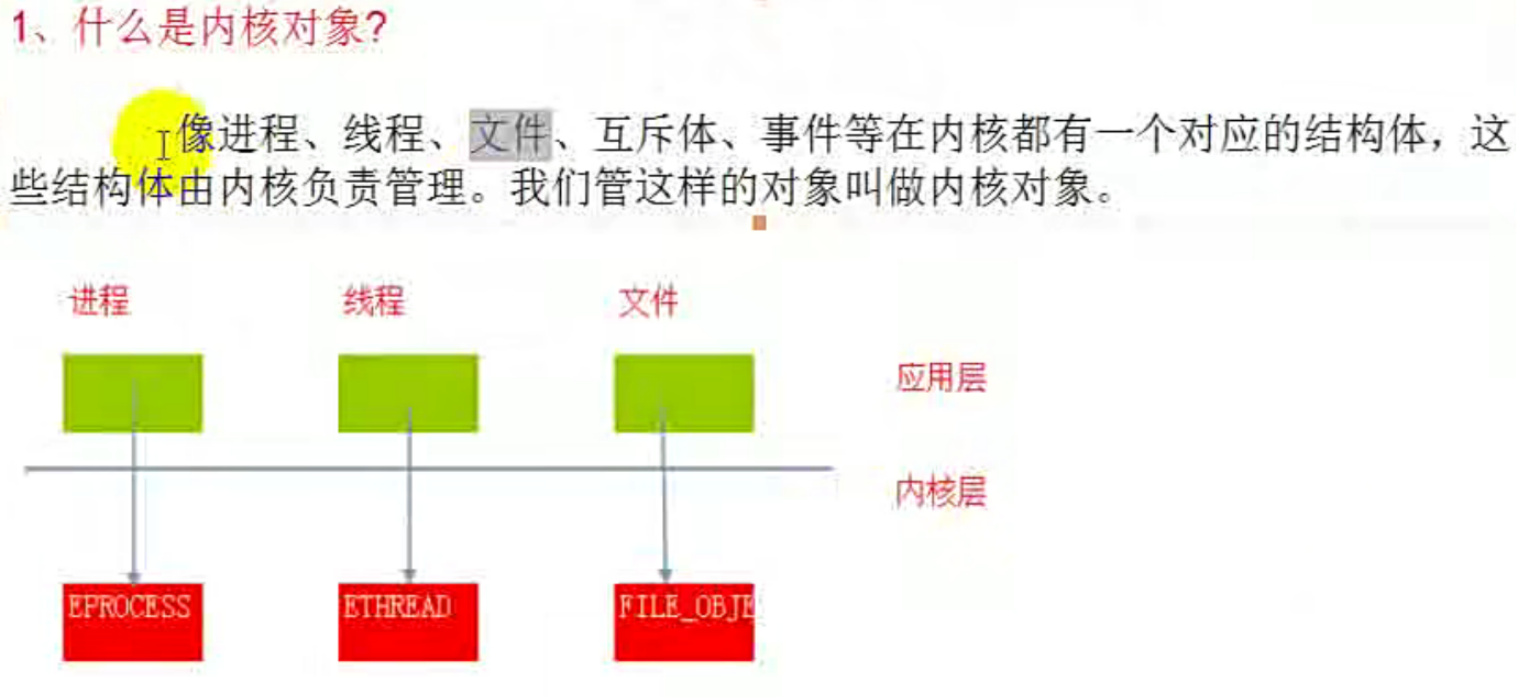 1、什么是内核对象?
像进程、线程、文件、互斥体、事件等在内核都有一个对应的结构体，这
些结构体由内核负责管理。我们管这样的对象叫做内核对象。
进程 线程 文件
应用层
内核层
EPROCESS ETHREAD FILE_OBJE